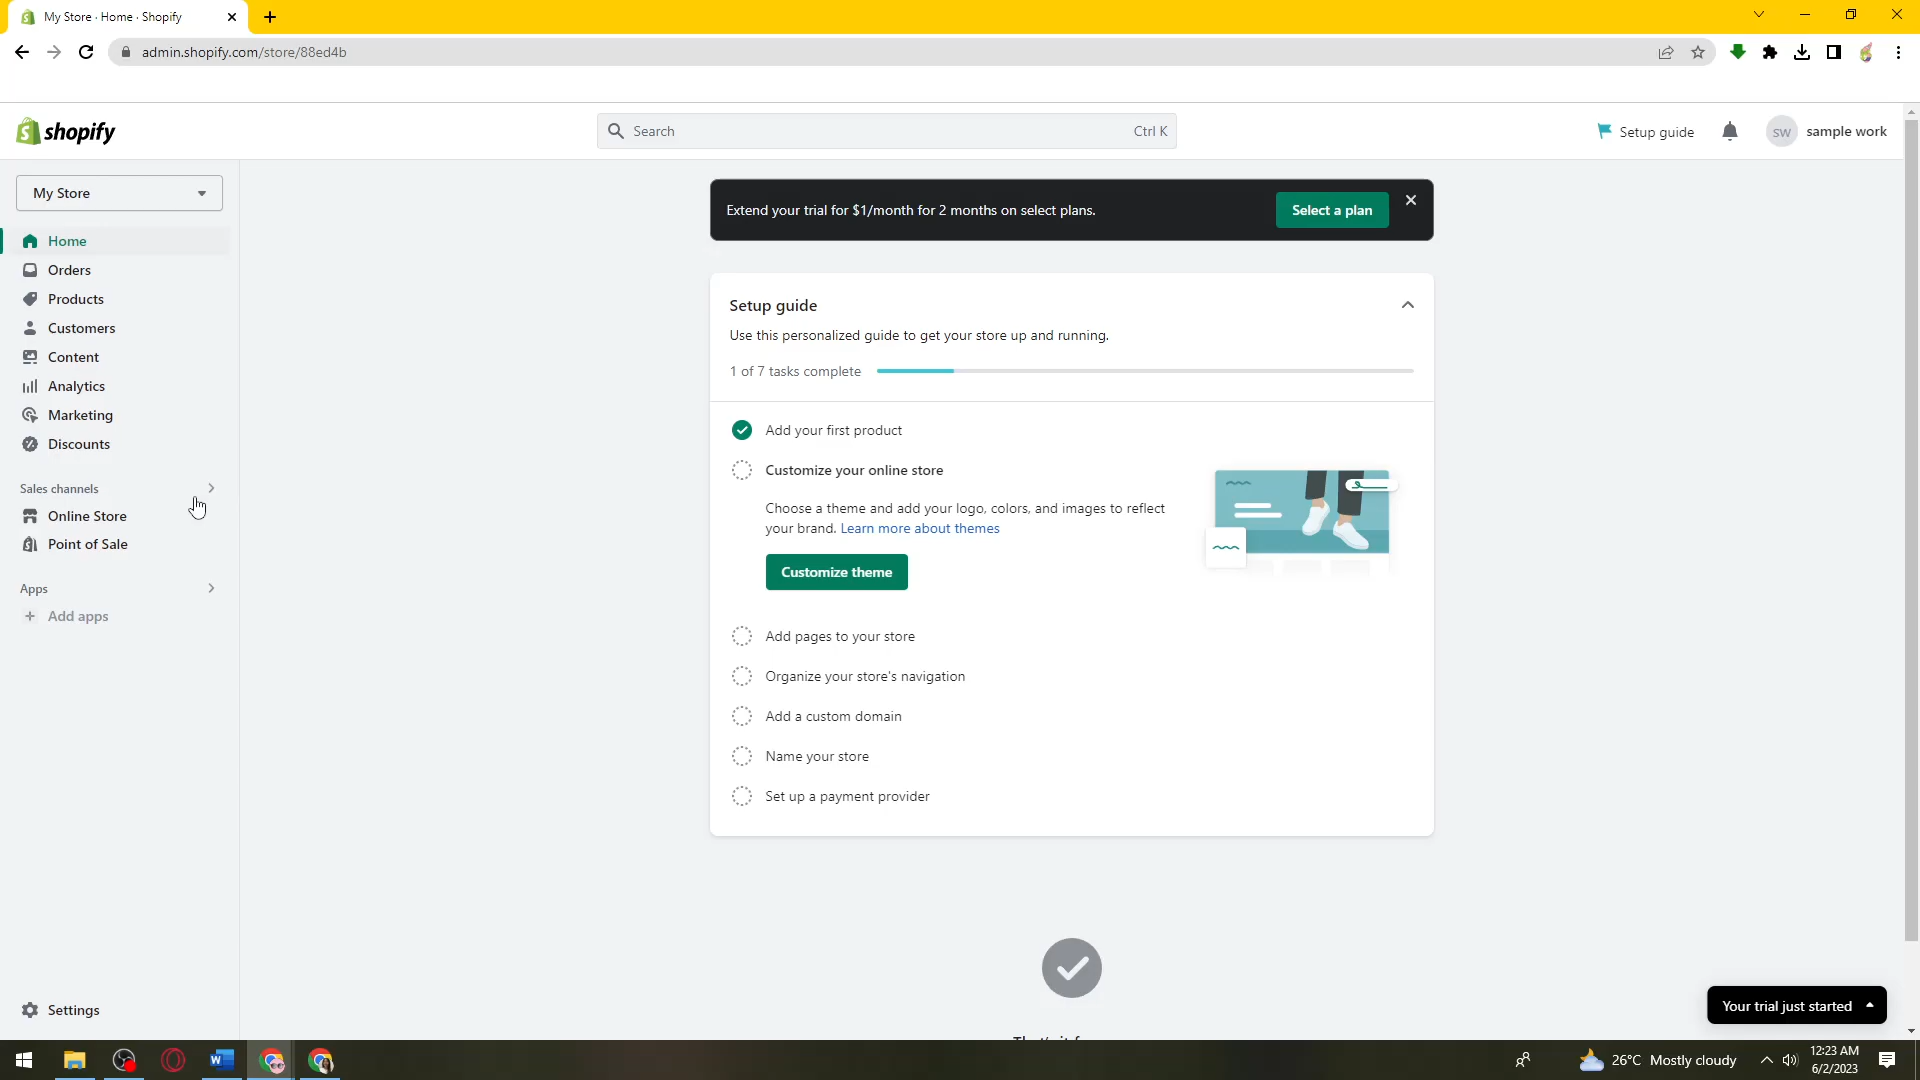 My Store · Home · Shopify
admin.shopify.com/store/88ed4b
shopify
Search
Ctrl K
Setup guide
SW
sample work
My Store
Home
Orders
Products
Customers
Content
Analytics
Marketing
Discounts
Sales channels
Online Store
Point of Sale
Apps
Add apps
Settings
Extend your trial for $1/month for 2 months on select plans.
Select a plan
Setup guide
Use this personalized guide to get your store up and running.
1 of 7 tasks complete
Add your first product
Customize your online store
Choose a theme and add your logo, colors, and images to reflect
your brand. Learn more about themes
Customize theme
Add pages to your store
Organize your store's navigation
Add a custom domain
Name your store
Set up a payment provider
Your trial just started
26°C Mostly cloudy
12:23 AM
6/2/2023